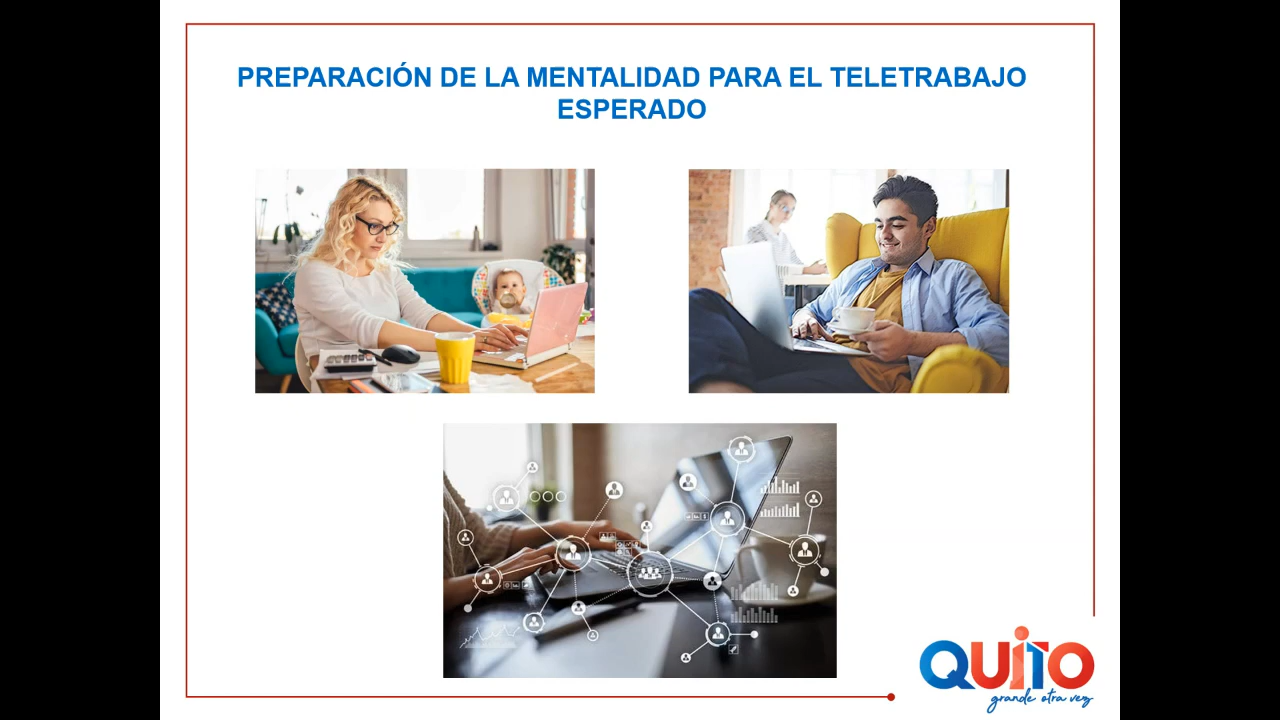 PREPARACIÓN DE LA MENTALIDAD PARA EL TELETRABAJO
ESPERADO
QUITO
grande otra vez